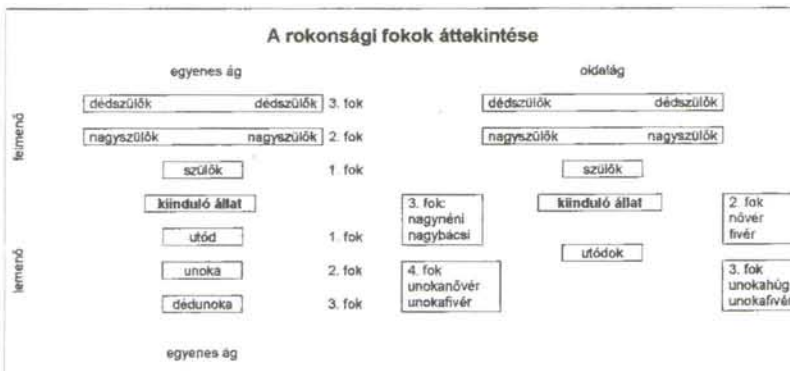 A rokonsági fokok áttekintése
egyenes ág
oldalág
felmenő
dédszülők dédszülők 3. fok
dédszülők dédszülők
nagyszülők nagyszülők 2. fok
nagyszülők nagyszülők
szülők 1. fok
szülők
kiinduló állat
3. fok:
nagynéni
nagybácsi
kiinduló állat
2. fok
nővér
fivér
lemenő
utód 1. fok
utódok
unoka 2. fok
4. fok
unokanővér
unokafivér
3. fok
unokahúg
unokafivér
dédunoka 3. fok
egyenes ág